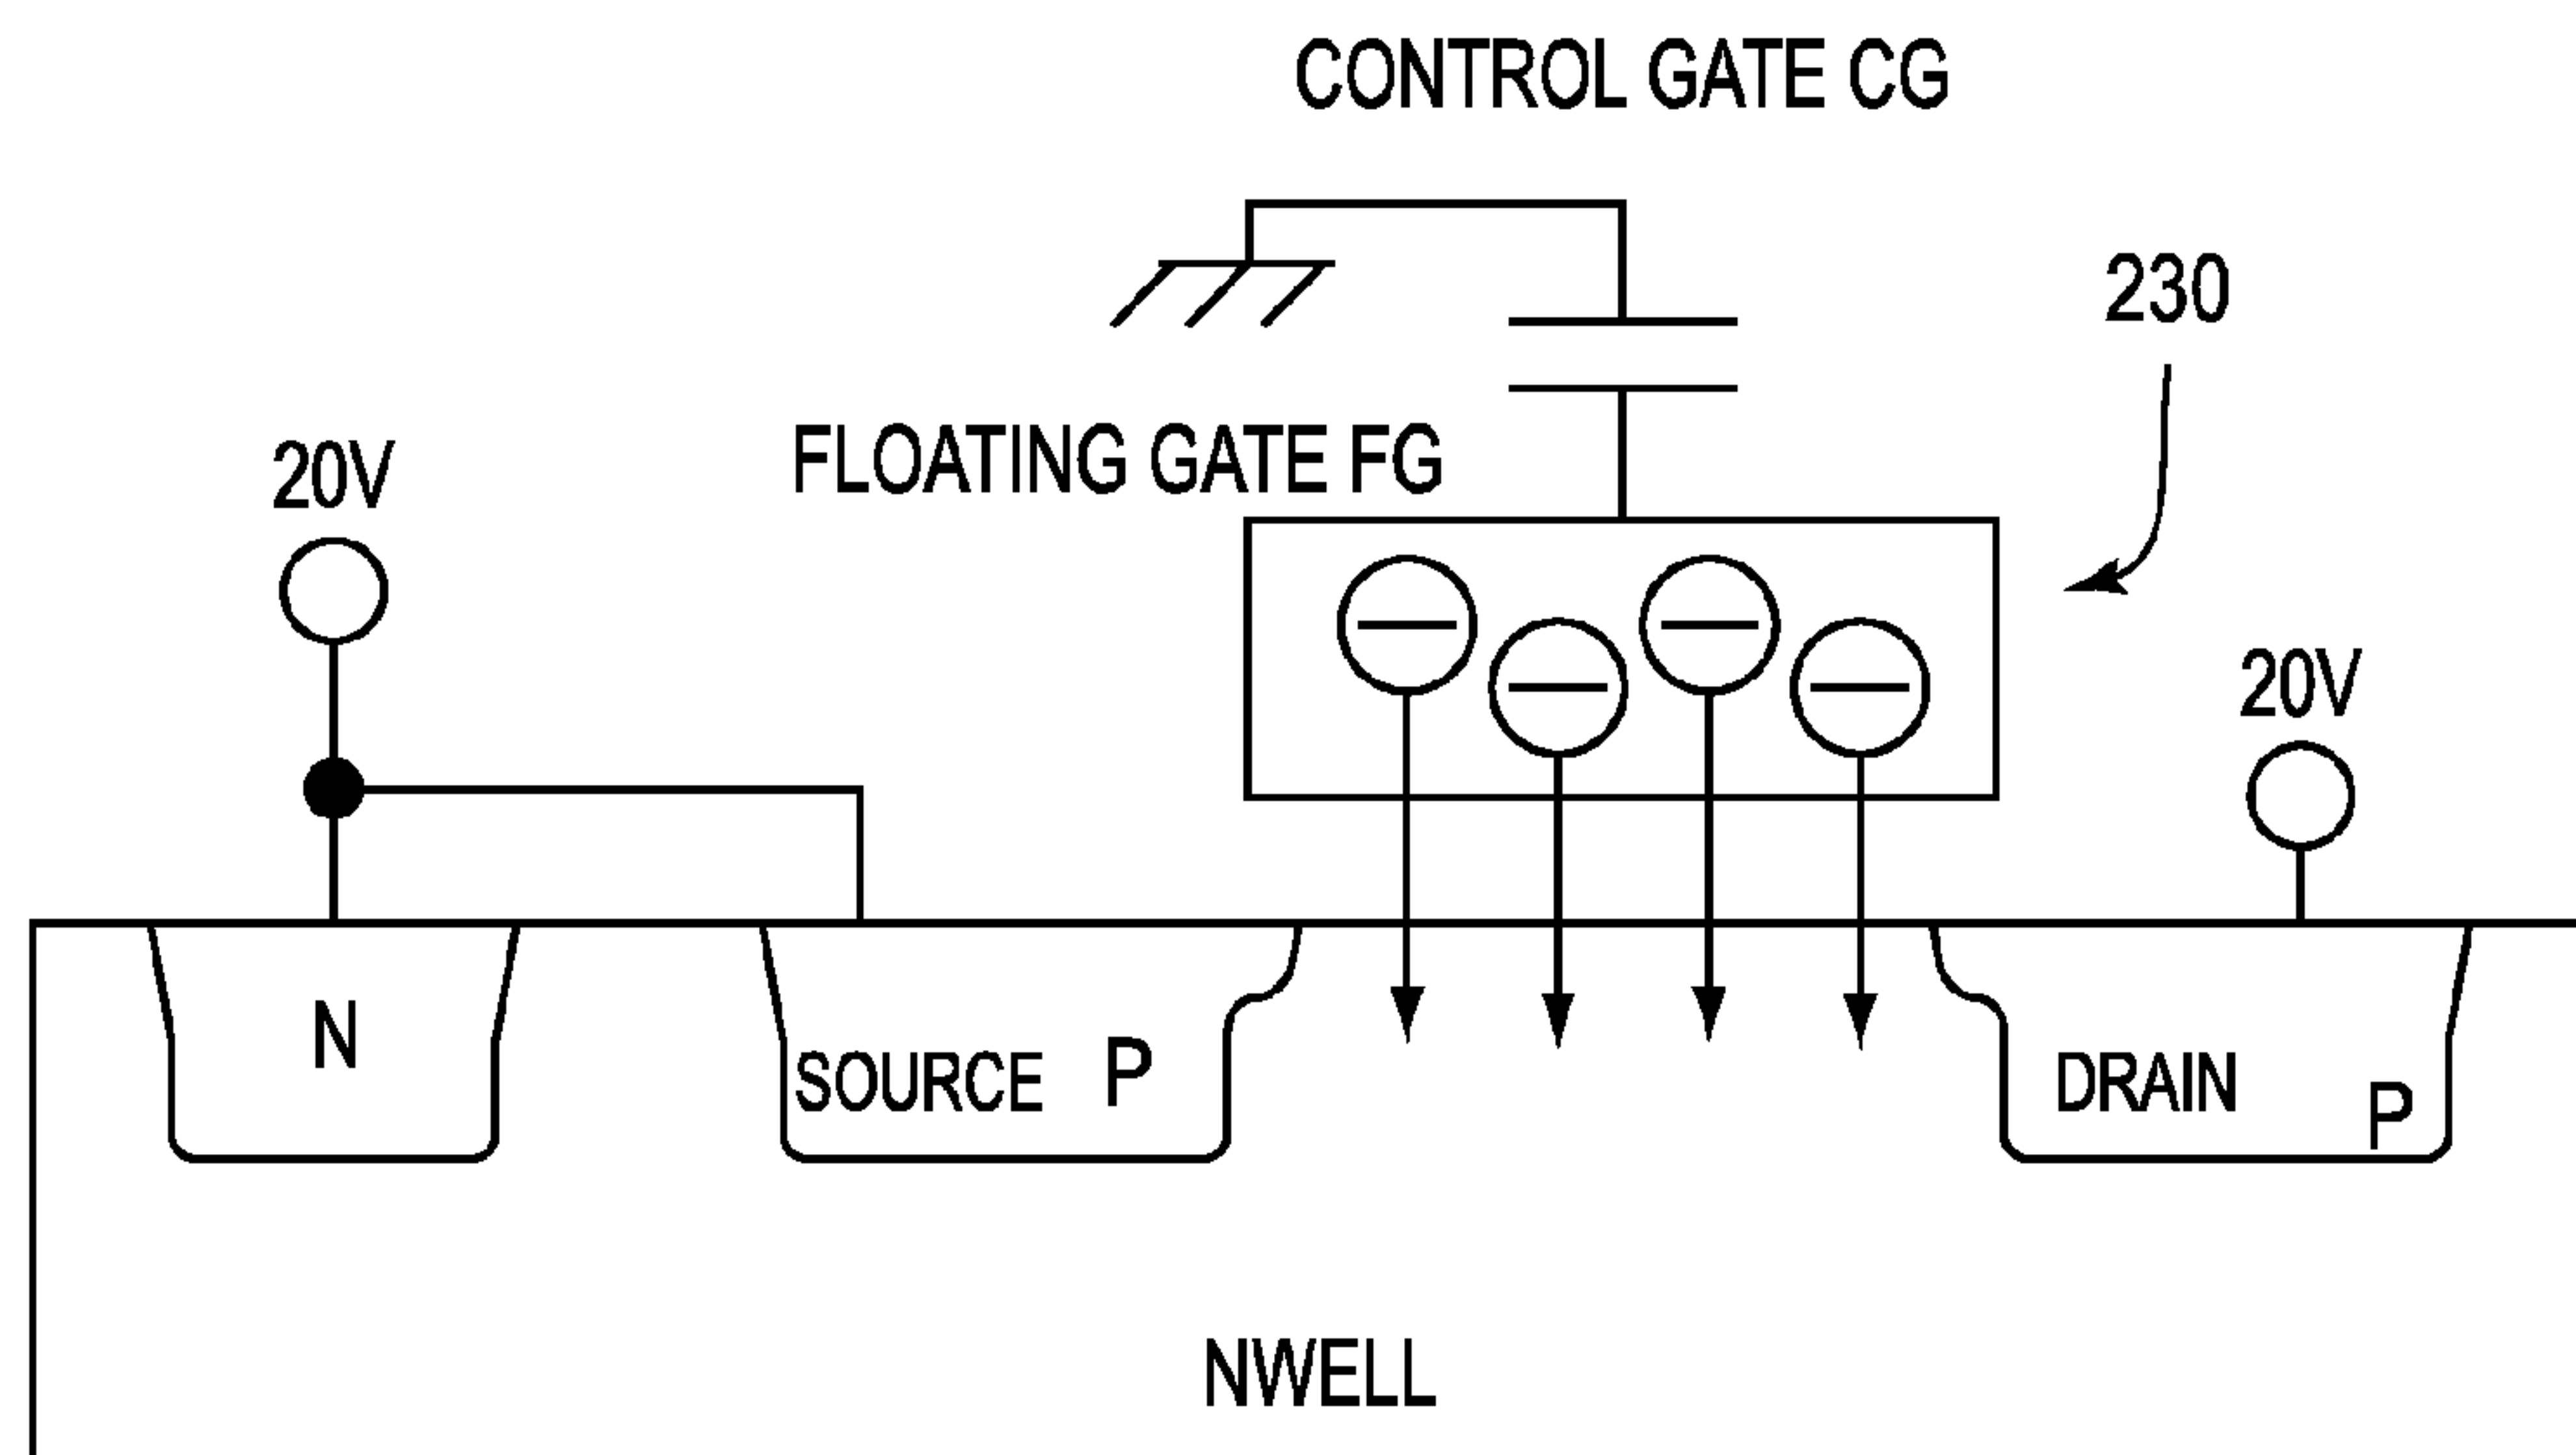 CONTROL GATE CG
230
FLOATING GATE FG
20V
20V
N
SOURCE P
DRAIN P
NWELL